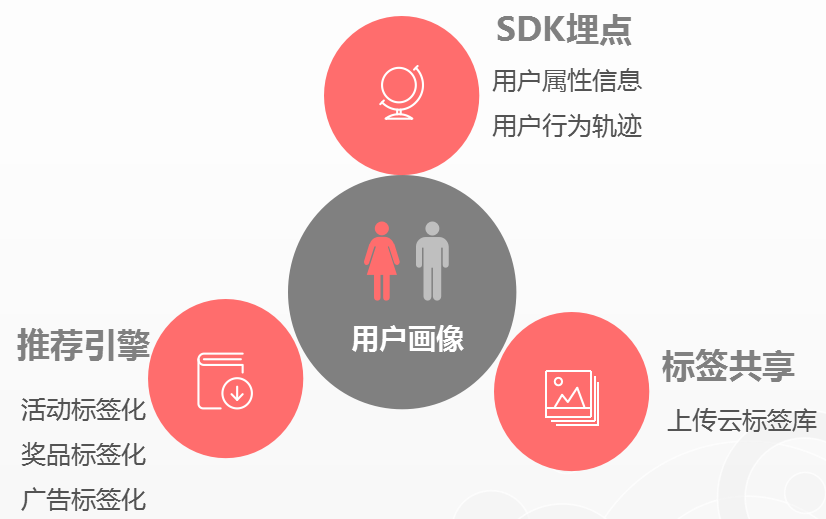 SDK埋点
用户属性信息
用户行为轨迹
用户画像
推荐引擎
活动标签化
奖品标签化
广告标签化
标签共享
上传云标签库